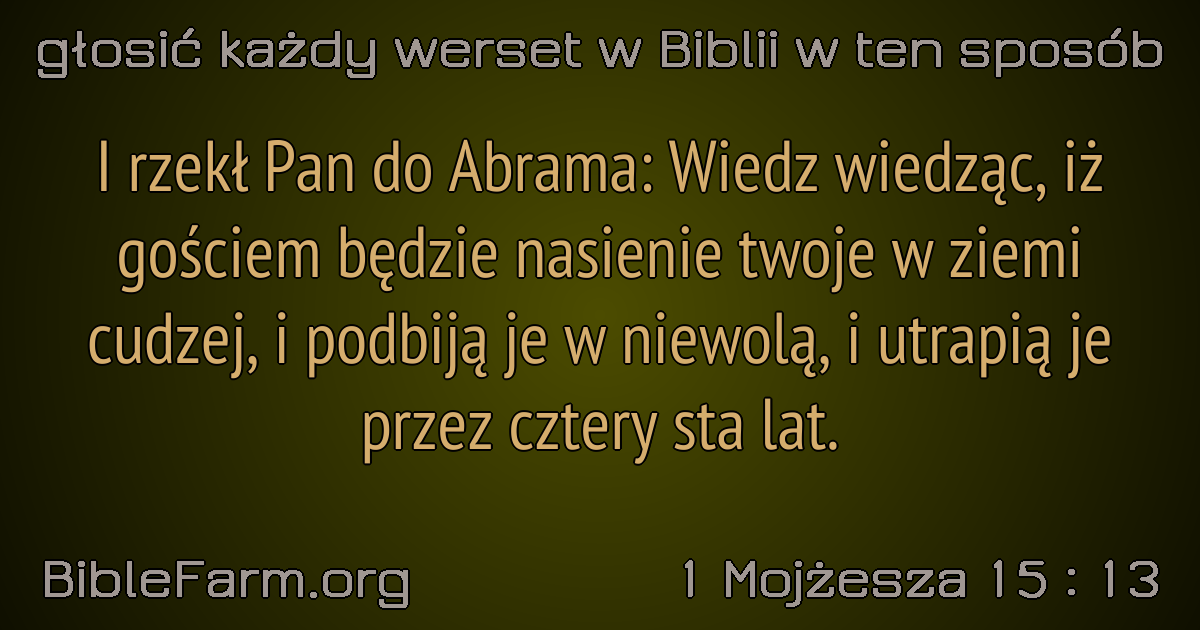 głosić każdy werset w Biblii w ten sposób
I rzekł Pan do Abrama: Wiedz wiedząc, iż
gościem będzie nasienie twoje w ziemi
cudzej, i podbiją je w niewolą, i utrapią je
przez cztery sta lat.
BibleFarm.org
1 Mojżesza 15 : 13